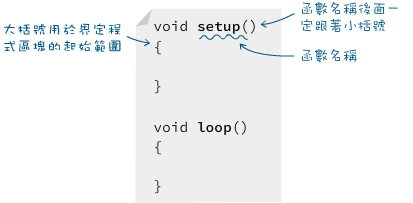 函數名稱後面一
定跟著小括號
大括號用於界定程
式區塊的起始範圍
函數名稱
void setup()
{
}
void loop()
{
}